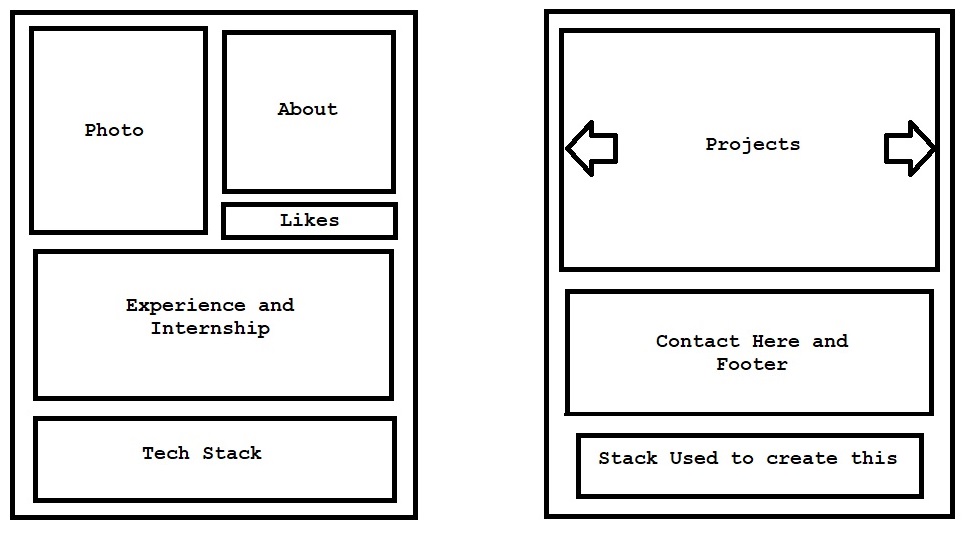 Photo
About
Likes
Experience and
Internship
Tech Stack
Projects
Contact Here and
Footer
Stack Used to create this